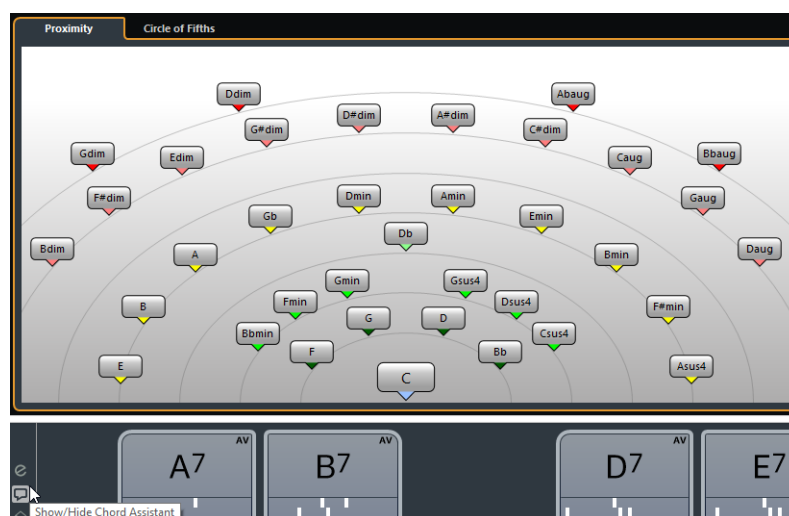 Proximity Circle of Fifths
Ddim Abaug
D#dim A#dim
G#dim C#dim
Gdim Edim Caug Bbaug
F#dim Dmin Amin Gaug
Gb Emin
Bdim A Db Bmin Daug
Gmin Gsus4
B Fmin Dsus4 F#min
G D
Bbmin Csus4
E F Bb Asus4
C
AV AV AV
A7 B7 D7 E7
e
Show/Hide Chord Assistant